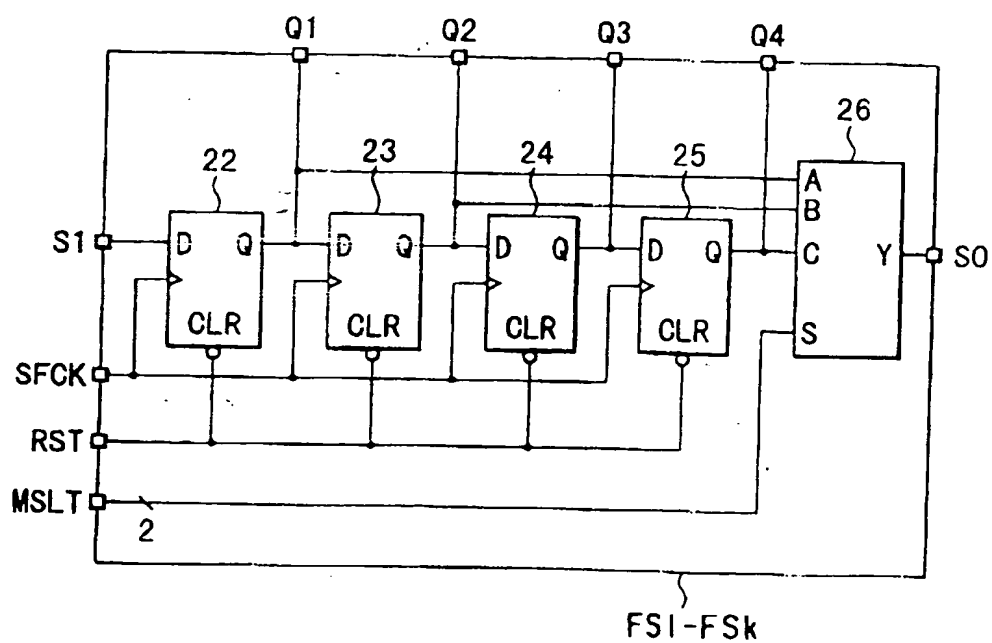 Q1 Q2 Q3 Q4
22 23 24 25 26
A
B
S1 D Q D Q D Q D Q C Y SO
CLR CLR CLR CLR S
SFCK
RST
MSLT
2
FS1-FSk